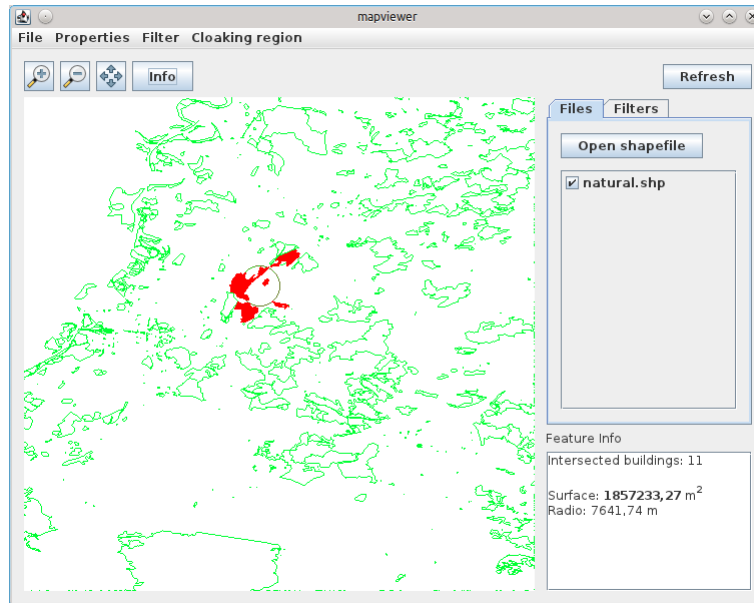 mapviewer
File Properties Filter Cloaking region
Info
Refresh
Files Filters
Open shapefile
natural.shp
Feature Info
Intersected buildings: 11
Surface: 1857233,27 m²
Radio: 7641,74 m